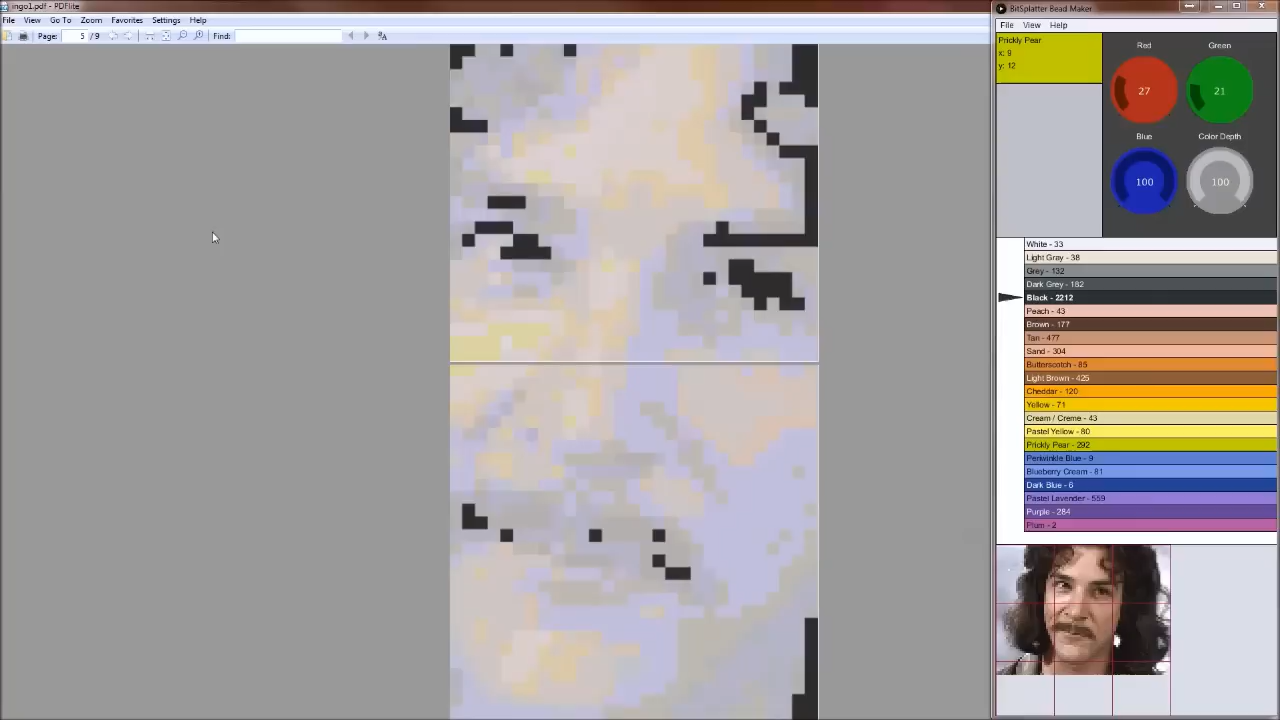 ingo1.pdf - PDFlite
File View Go To Zoom Favorites Settings Help
Page: 5 / 9 Find:
BitSplatter Bead Maker
File View Help
Prickly Pear
x: 9
y: 12
Red Green
27 21
Blue Color Depth
100 100
White - 33
Light Gray - 38
Grey - 132
Dark Grey - 182
Black - 2212
Peach - 43
Brown - 177
Tan - 477
Sand - 304
Butterscotch - 85
Light Brown - 425
Cheddar - 120
Yellow - 71
Cream / Creme - 43
Pastel Yellow - 80
Prickly Pear - 292
Periwinkle Blue - 9
Blueberry Cream - 81
Dark Blue - 6
Pastel Lavender - 559
Purple - 284
Plum - 2